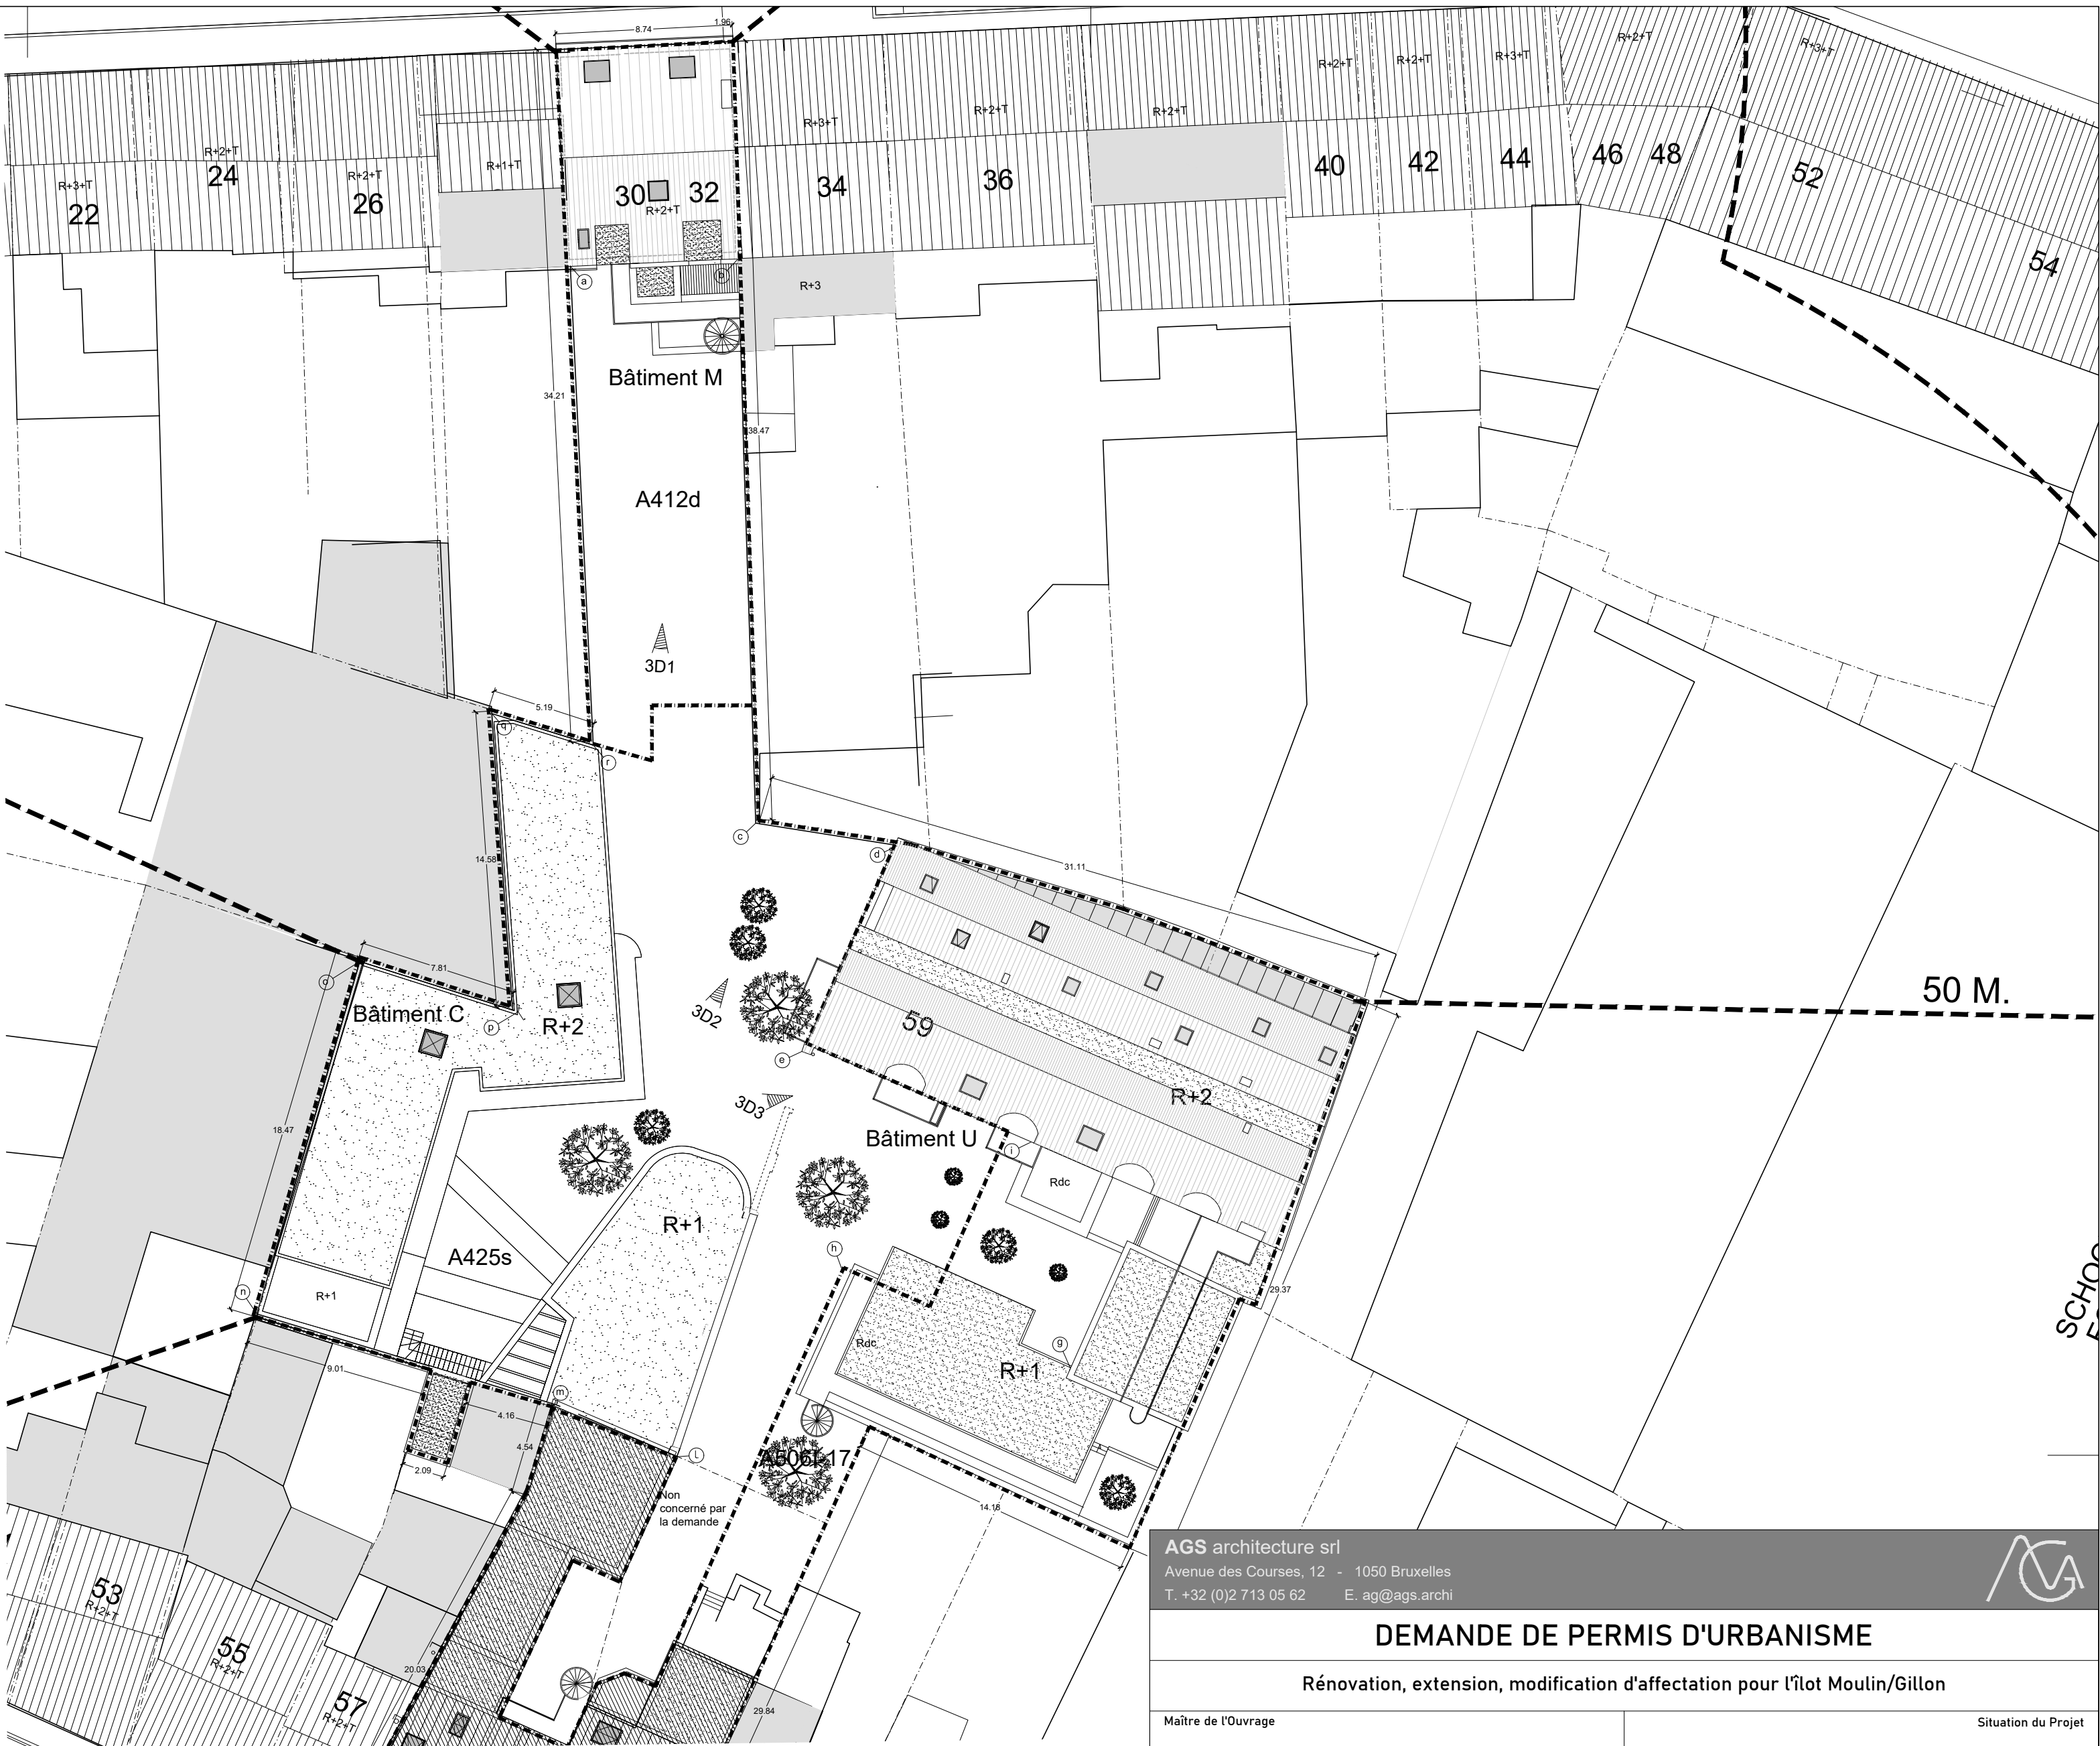 8.74
1.96
R+2+T
R+3+T
R+2+T
R+2+T
R+3+T
R+2+T
R+2+T
R+3+T
R+2+T
24
R+1+T
R+2+T
26
R+3+T
22
30
32
R+2+T
34
36
40
42
44
46
48
52
54
a
b
R+3
Bâtiment M
34.21
38.47
A412d
3D1
5.19
q
r
c
d
31.11
14.58
7.81
o
Bâtiment C
p
R+2
3D2
59
e
50 M.
R+2
3D3
Bâtiment U
i
Rdc
18.47
R+1
A425s
h
n
R+1
29.37
g
Rdc
R+1
9.01
m
4.16
4.54
2.09
L
A506f-17
Non
concerné par
la demande
14.18
53
R+2+T
55
R+2+T
57
R+2+T
20.03
29.84
AGS architecture srl
Avenue des Courses, 12 - 1050 Bruxelles
T. +32 (0)2 713 05 62 E. ag@ags.archi
DEMANDE DE PERMIS D'URBANISME
Rénovation, extension, modification d'affectation pour l'îlot Moulin/Gillon
Maître de l'Ouvrage
Situation du Projet